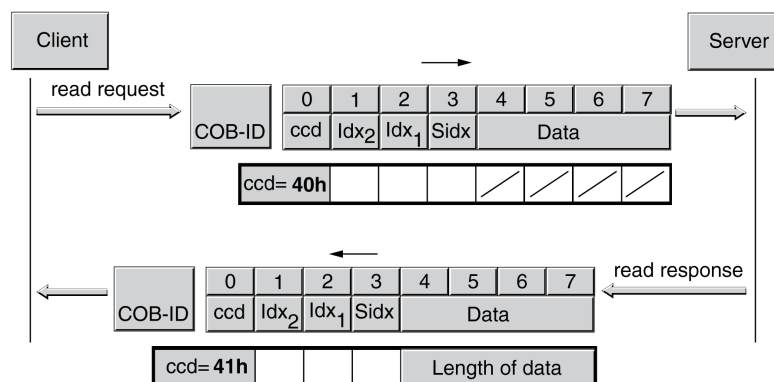 Client
Server
read request
COB-ID
0 1 2 3 4 5 6 7
ccd Idx2 Idx1 Sidx Data
ccd= 40h
read response
COB-ID
0 1 2 3 4 5 6 7
ccd Idx2 Idx1 Sidx Data
ccd= 41h Length of data